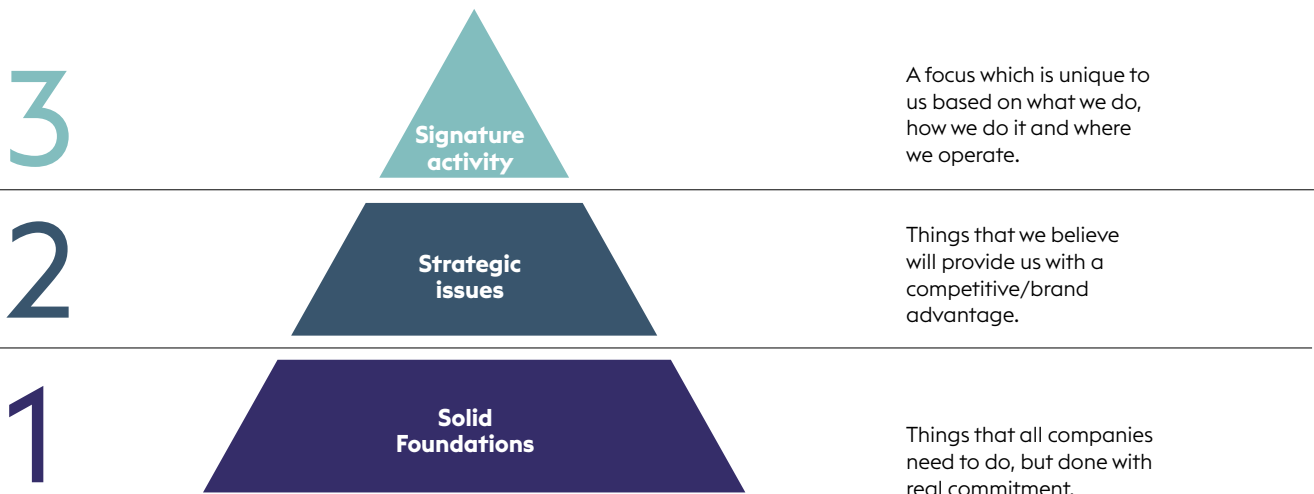 3
Signature
activity
A focus which is unique to
us based on what we do,
how we do it and where
we operate.
2
Strategic
issues
Things that we believe
will provide us with a
competitive/brand
advantage.
1
Solid
Foundations
Things that all companies
need to do, but done with
real commitment.